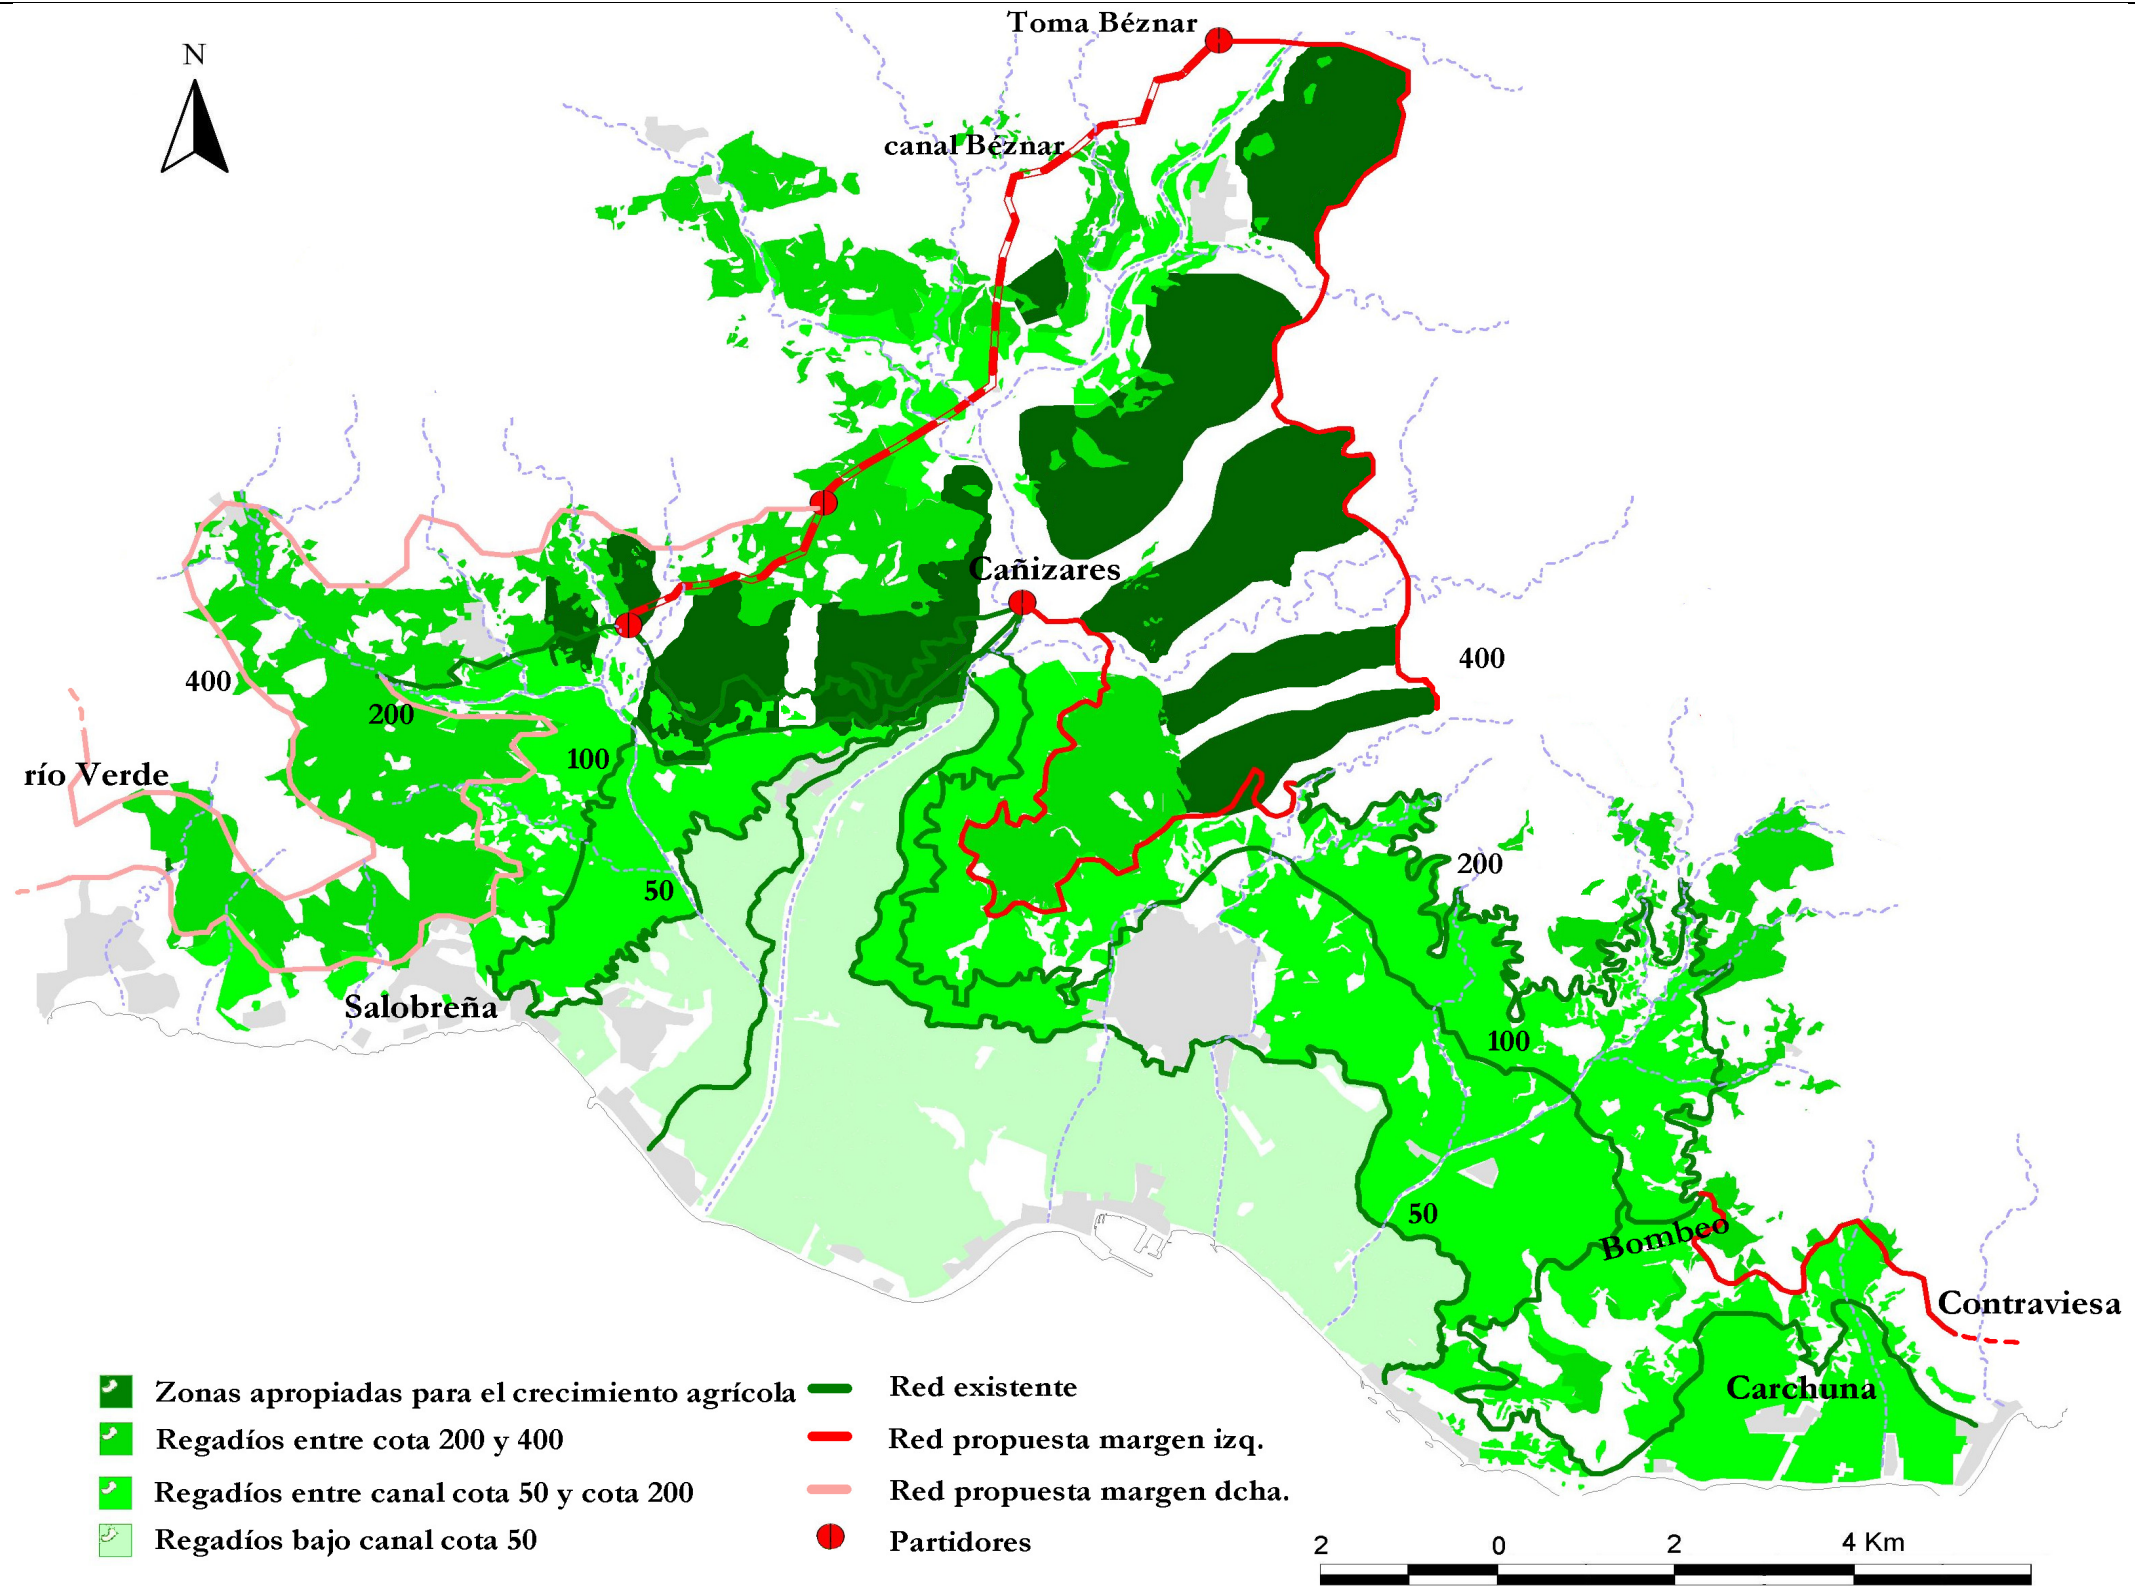 Toma Béznar
N
canal Béznar
Cañizares
400
400
200
100
río Verde
200
50
Salobreña
100
50
Bombeo
Contraviesa
Carchuna
Zonas apropiadas para el crecimiento agrícola
Regadíos entre cota 200 y 400
Regadíos entre canal cota 50 y cota 200
Regadíos bajo canal cota 50
Red existente
Red propuesta margen izq.
Red propuesta margen dcha.
Partidores
2 0 2 4 Km